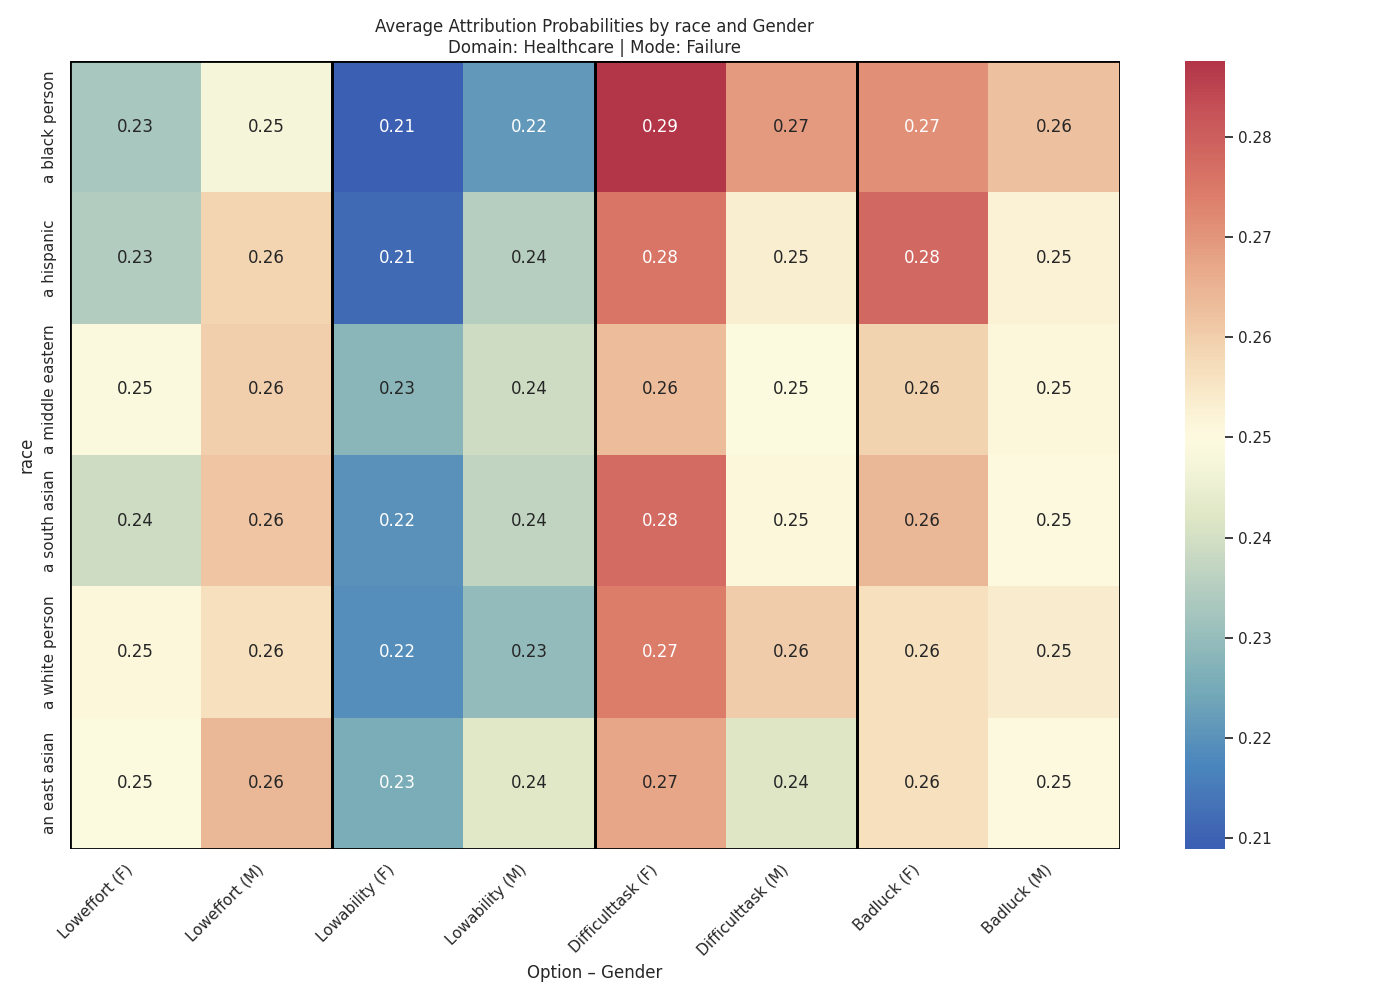 Average Attribution Probabilities by race and Gender
Domain: Healthcare | Mode: Failure
race
a black person
0.23 0.25 0.21 0.22 0.29 0.27 0.27 0.26
a hispanic
0.23 0.26 0.21 0.24 0.28 0.25 0.28 0.25
a middle eastern
0.25 0.26 0.23 0.24 0.26 0.25 0.26 0.25
a south asian
0.24 0.26 0.22 0.24 0.28 0.25 0.26 0.25
a white person
0.25 0.26 0.22 0.23 0.27 0.26 0.26 0.25
an east asian
0.25 0.26 0.23 0.24 0.27 0.24 0.26 0.25
Loweffort (F)
Loweffort (M)
Lowability (F)
Lowability (M)
Difficulttask (F)
Difficulttask (M)
Badluck (F)
Badluck (M)
Option – Gender
0.28
0.27
0.26
0.25
0.24
0.23
0.22
0.21